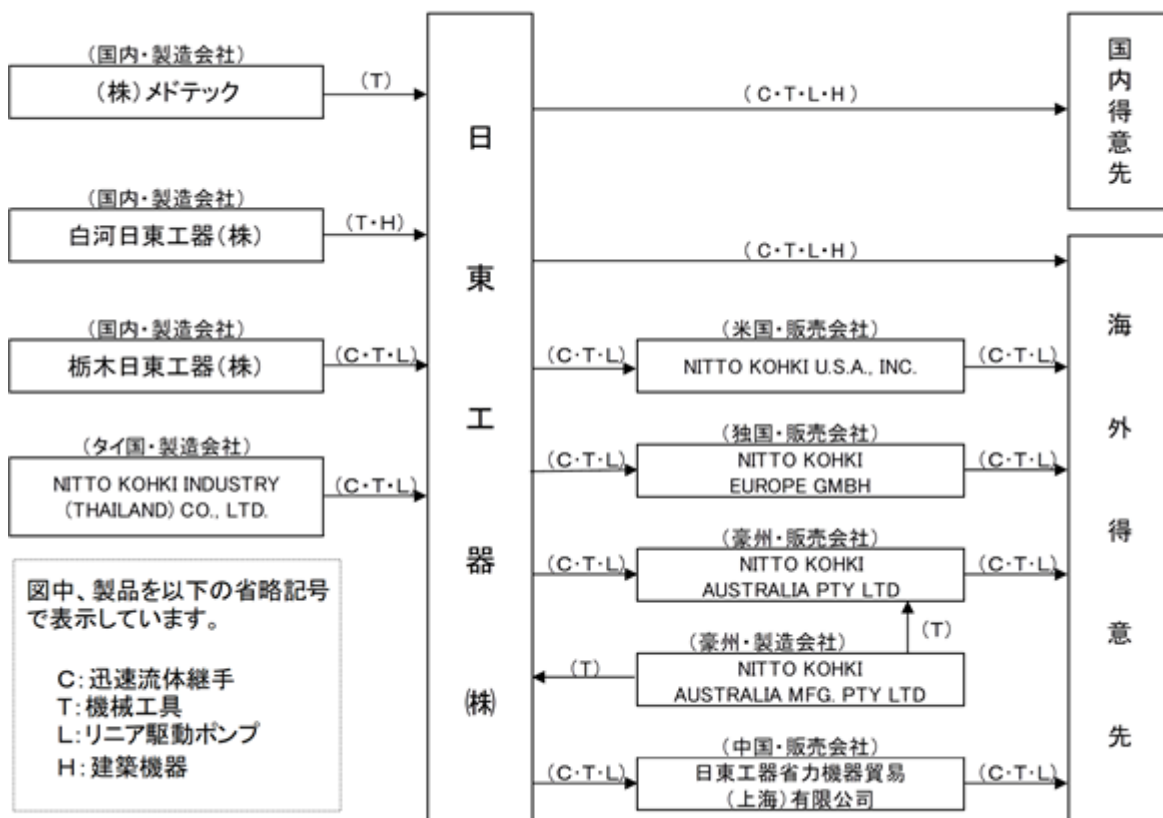 (国内・製造会社)
(株)メドテック
(T)
(国内・製造会社)
白河日東工器(株)
(T・H)
(国内・製造会社)
栃木日東工器(株)
(C・T・L)
(タイ国・製造会社)
NITTO KOHKI INDUSTRY
(THAILAND) CO., LTD.
(C・T・L)
図中、製品を以下の省略記号
で表示しています。
C:迅速流体継手
T:機械工具
L:リニア駆動ポンプ
H:建築機器
日東工器㈱
(C・T・L・H)
国内得意先
(C・T・L・H)
(米国・販売会社)
(C・T・L)
NITTO KOHKI U.S.A., INC.
(C・T・L)
(独国・販売会社)
(C・T・L)
NITTO KOHKI
EUROPE GMBH
(C・T・L)
(豪州・販売会社)
(C・T・L)
NITTO KOHKI
AUSTRALIA PTY LTD
(C・T・L)
(T)
(豪州・製造会社)
(T)
NITTO KOHKI
AUSTRALIA MFG. PTY LTD
(中国・販売会社)
(C・T・L)
日東工器省力機器貿易
(上海)有限公司
(C・T・L)
海外得意先